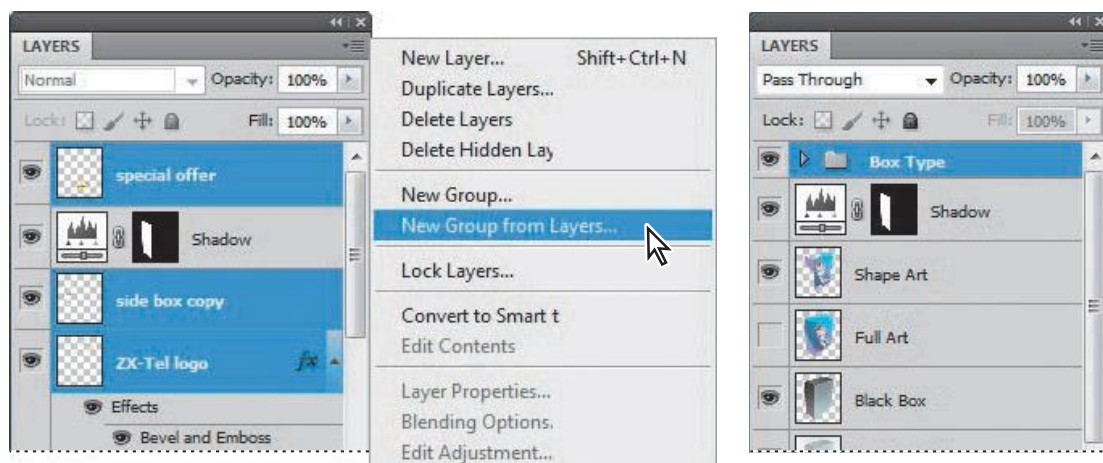 LAYERS
Normal Opacity: 100%
Lock: Fill: 100%
special offer
Shadow
side box copy
ZX-Tel logo fx
Effects
Bevel and Emboss
New Layer... Shift+Ctrl+N
Duplicate Layers...
Delete Layers
Delete Hidden Lay
New Group...
New Group from Layers...
Lock Layers...
Convert to Smart t
Edit Contents
Layer Properties...
Blending Options.
Edit Adjustment...
LAYERS
Pass Through Opacity: 100%
Lock: Fill: 100%
Box Type
Shadow
Shape Art
Full Art
Black Box